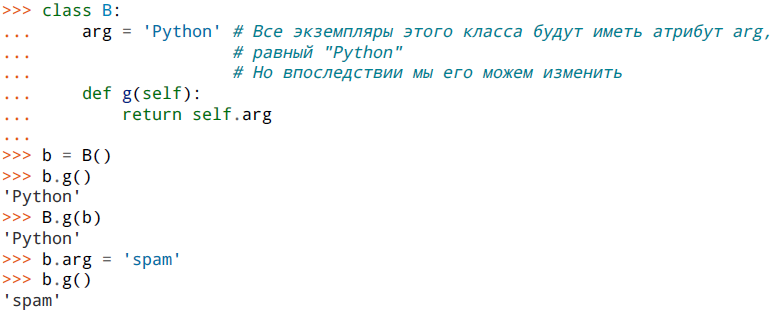 >>> class B:
...     arg = 'Python' # Все экземпляры этого класса будут иметь атрибут arg,
...                    # равный "Python"
...                    # Но впоследствии мы его можем изменить
...     def g(self):
...         return self.arg
...
>>> b = B()
>>> b.g()
'Python'
>>> B.g(b)
'Python'
>>> b.arg = 'spam'
>>> b.g()
'spam'